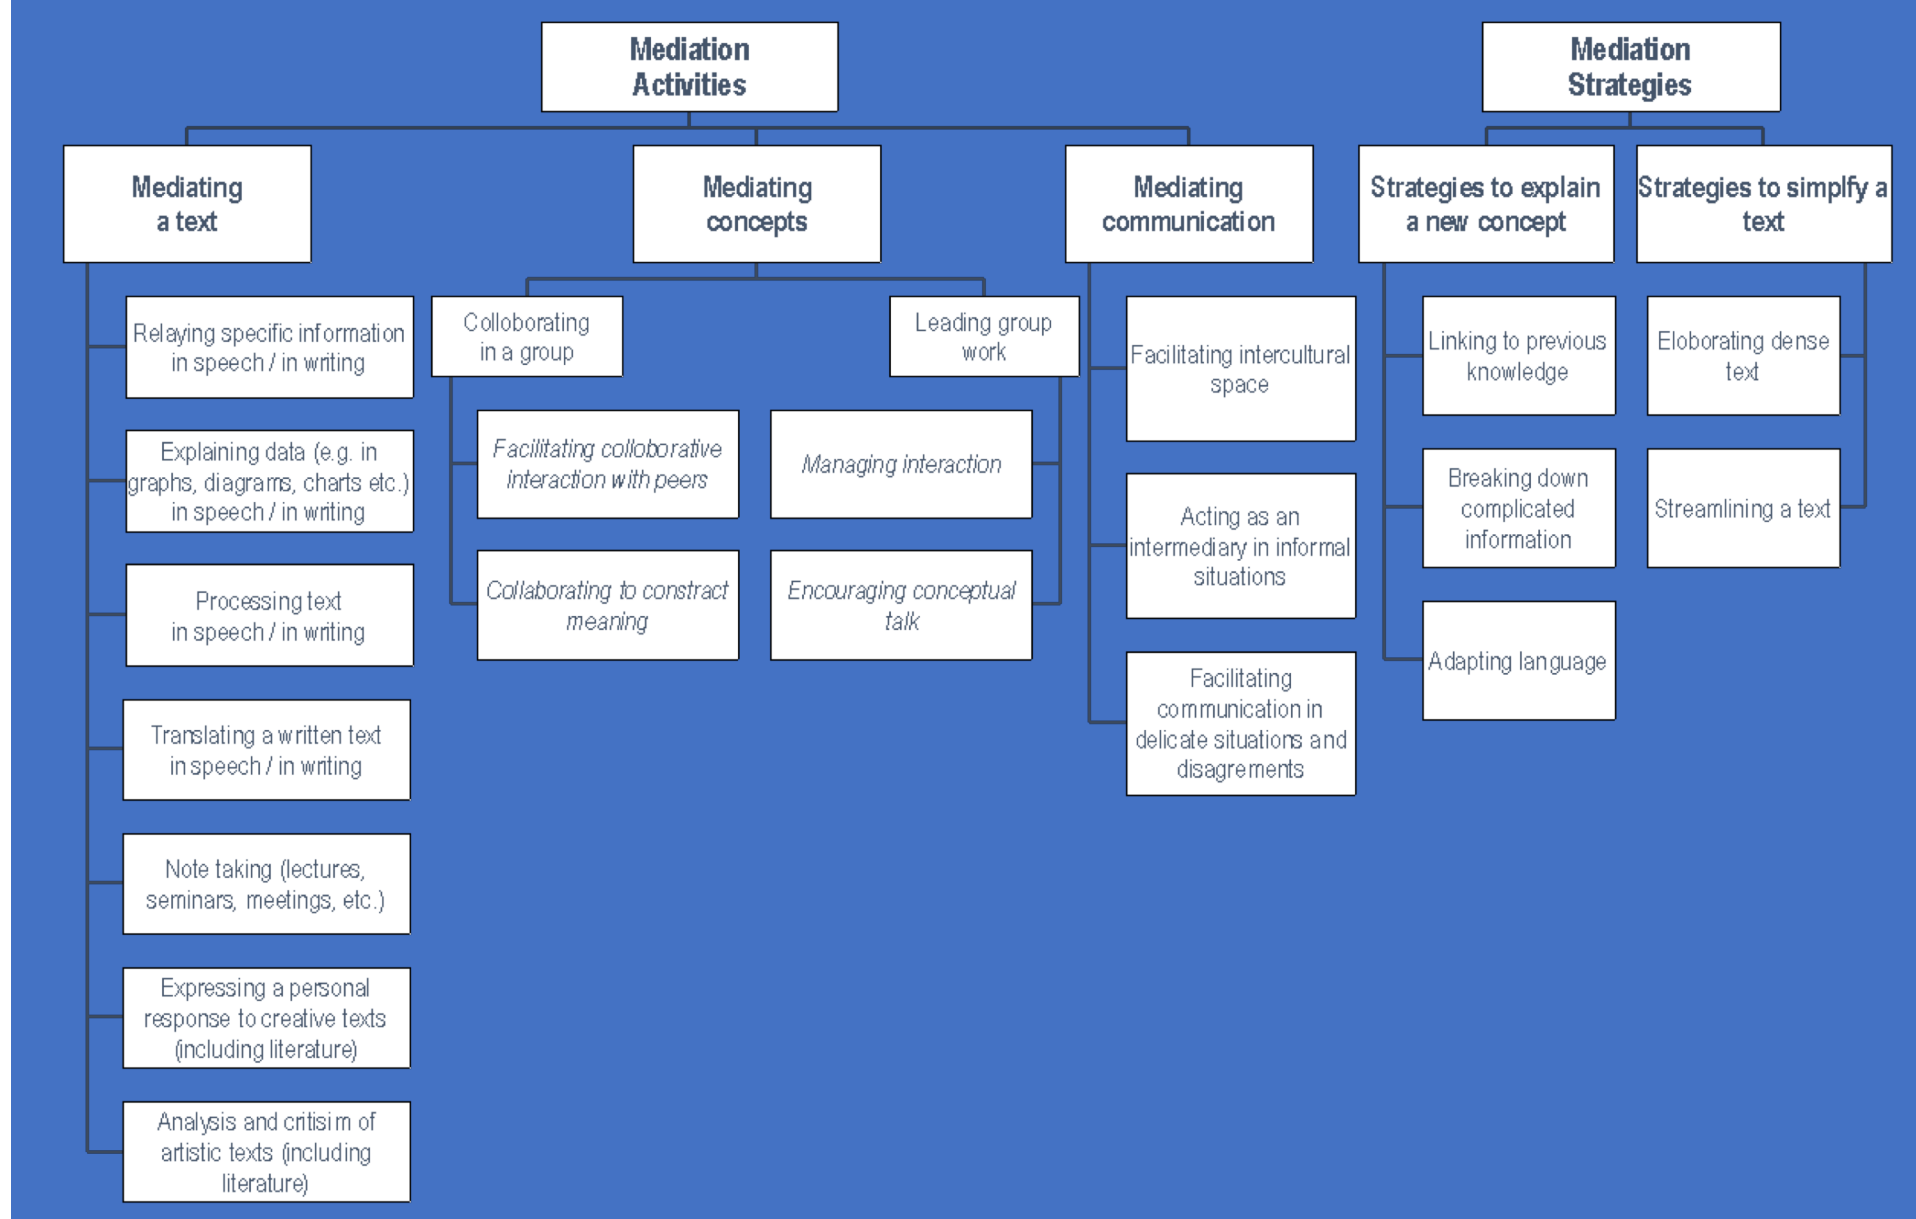 Mediation
Activities
Mediation
Strategies
Mediating
a text
Mediating
concepts
Mediating
communication
Strategies to explain
a new concept
Strategies to simplfy a
text
Relaying specific information
in speech / in writing
Explaining data (e.g. in
graphs, diagrams, charts etc.)
in speech / in writing
Processing text
in speech / in writing
Translating a written text
in speech / in writing
Note taking (lectures,
seminars, meetings, etc.)
Expressing a personal
response to creative texts
(including literature)
Analysis and critisim of
artistic texts (including
literature)
Colloborating
in a group
Facilitating colloborative
interaction with peers
Collaborating to constract
meaning
Leading group
work
Managing interaction
Encouraging conceptual
talk
Facilitating intercultural
space
Acting as an
intermediary in informal
situations
Facilitating
communication in
delicate situations and
disagrements
Linking to previous
knowledge
Breaking down
complicated
information
Adapting language
Eloborating dense
text
Streamlining a text